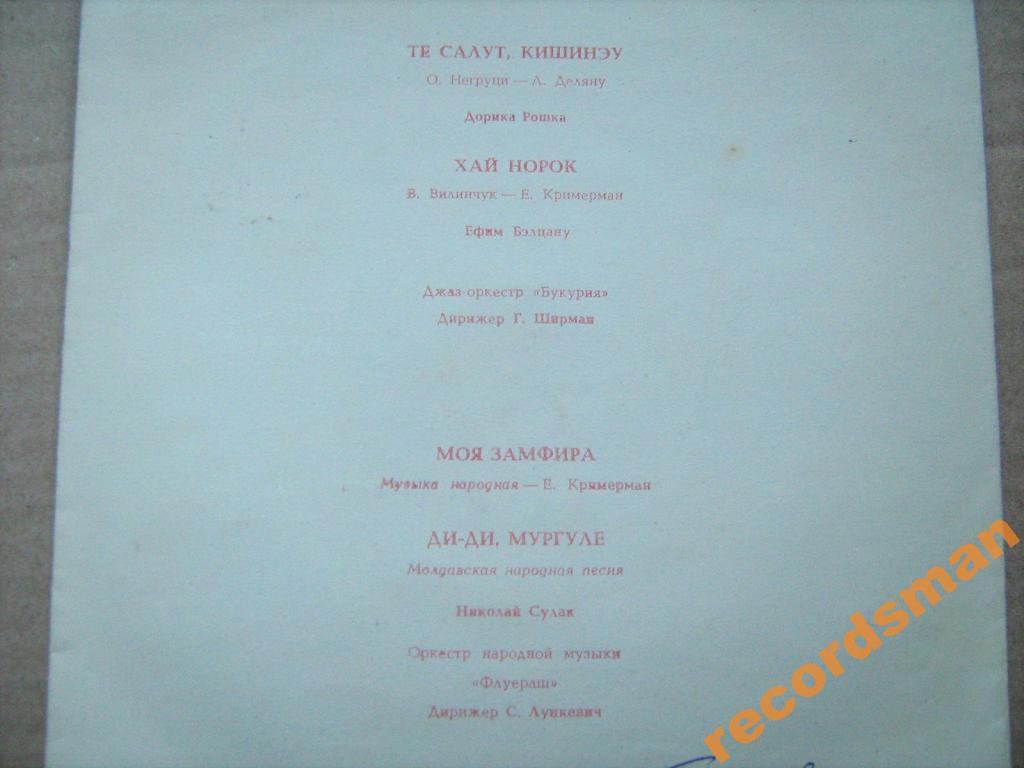 ТЕ САЛУТ, КИШИНЭУ
О. Негруци — Л. Деляну
Дорика Рошка
ХАЙ НОРОК
В. Вилинчук — Е. Кримерман
Ефим Бэлцану
Джаз-оркестр «Букурия»
Дирижер Г. Ширман
МОЯ ЗАМФИРА
Музыка народная — Е. Кримерман
ДИ-ДИ, МУРГУЛЕ
Молдавская народная песня
Николай Сулак
Оркестр народной музыки
«Флуераш»
Дирижер С. Лункевич
recordsman